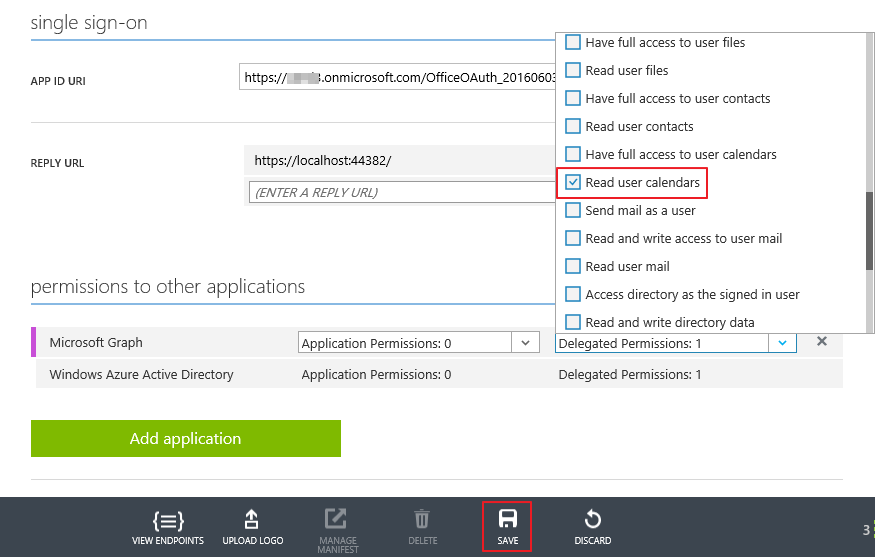 single sign-on
APP ID URI
https:// .onmicrosoft.com/OfficeOAuth_2016060
REPLY URL
https://localhost:44382/
(ENTER A REPLY URL)
Have full access to user files
Read user files
Have full access to user contacts
Read user contacts
Have full access to user calendars
Read user calendars
Send mail as a user
Read and write access to user mail
Read user mail
Access directory as the signed in user
Read and write directory data
permissions to other applications
Microsoft Graph Application Permissions: 0 Delegated Permissions: 1
Windows Azure Active Directory Application Permissions: 0 Delegated Permissions: 1
Add application
VIEW ENDPOINTS UPLOAD LOGO MANAGE MANIFEST DELETE SAVE DISCARD
3